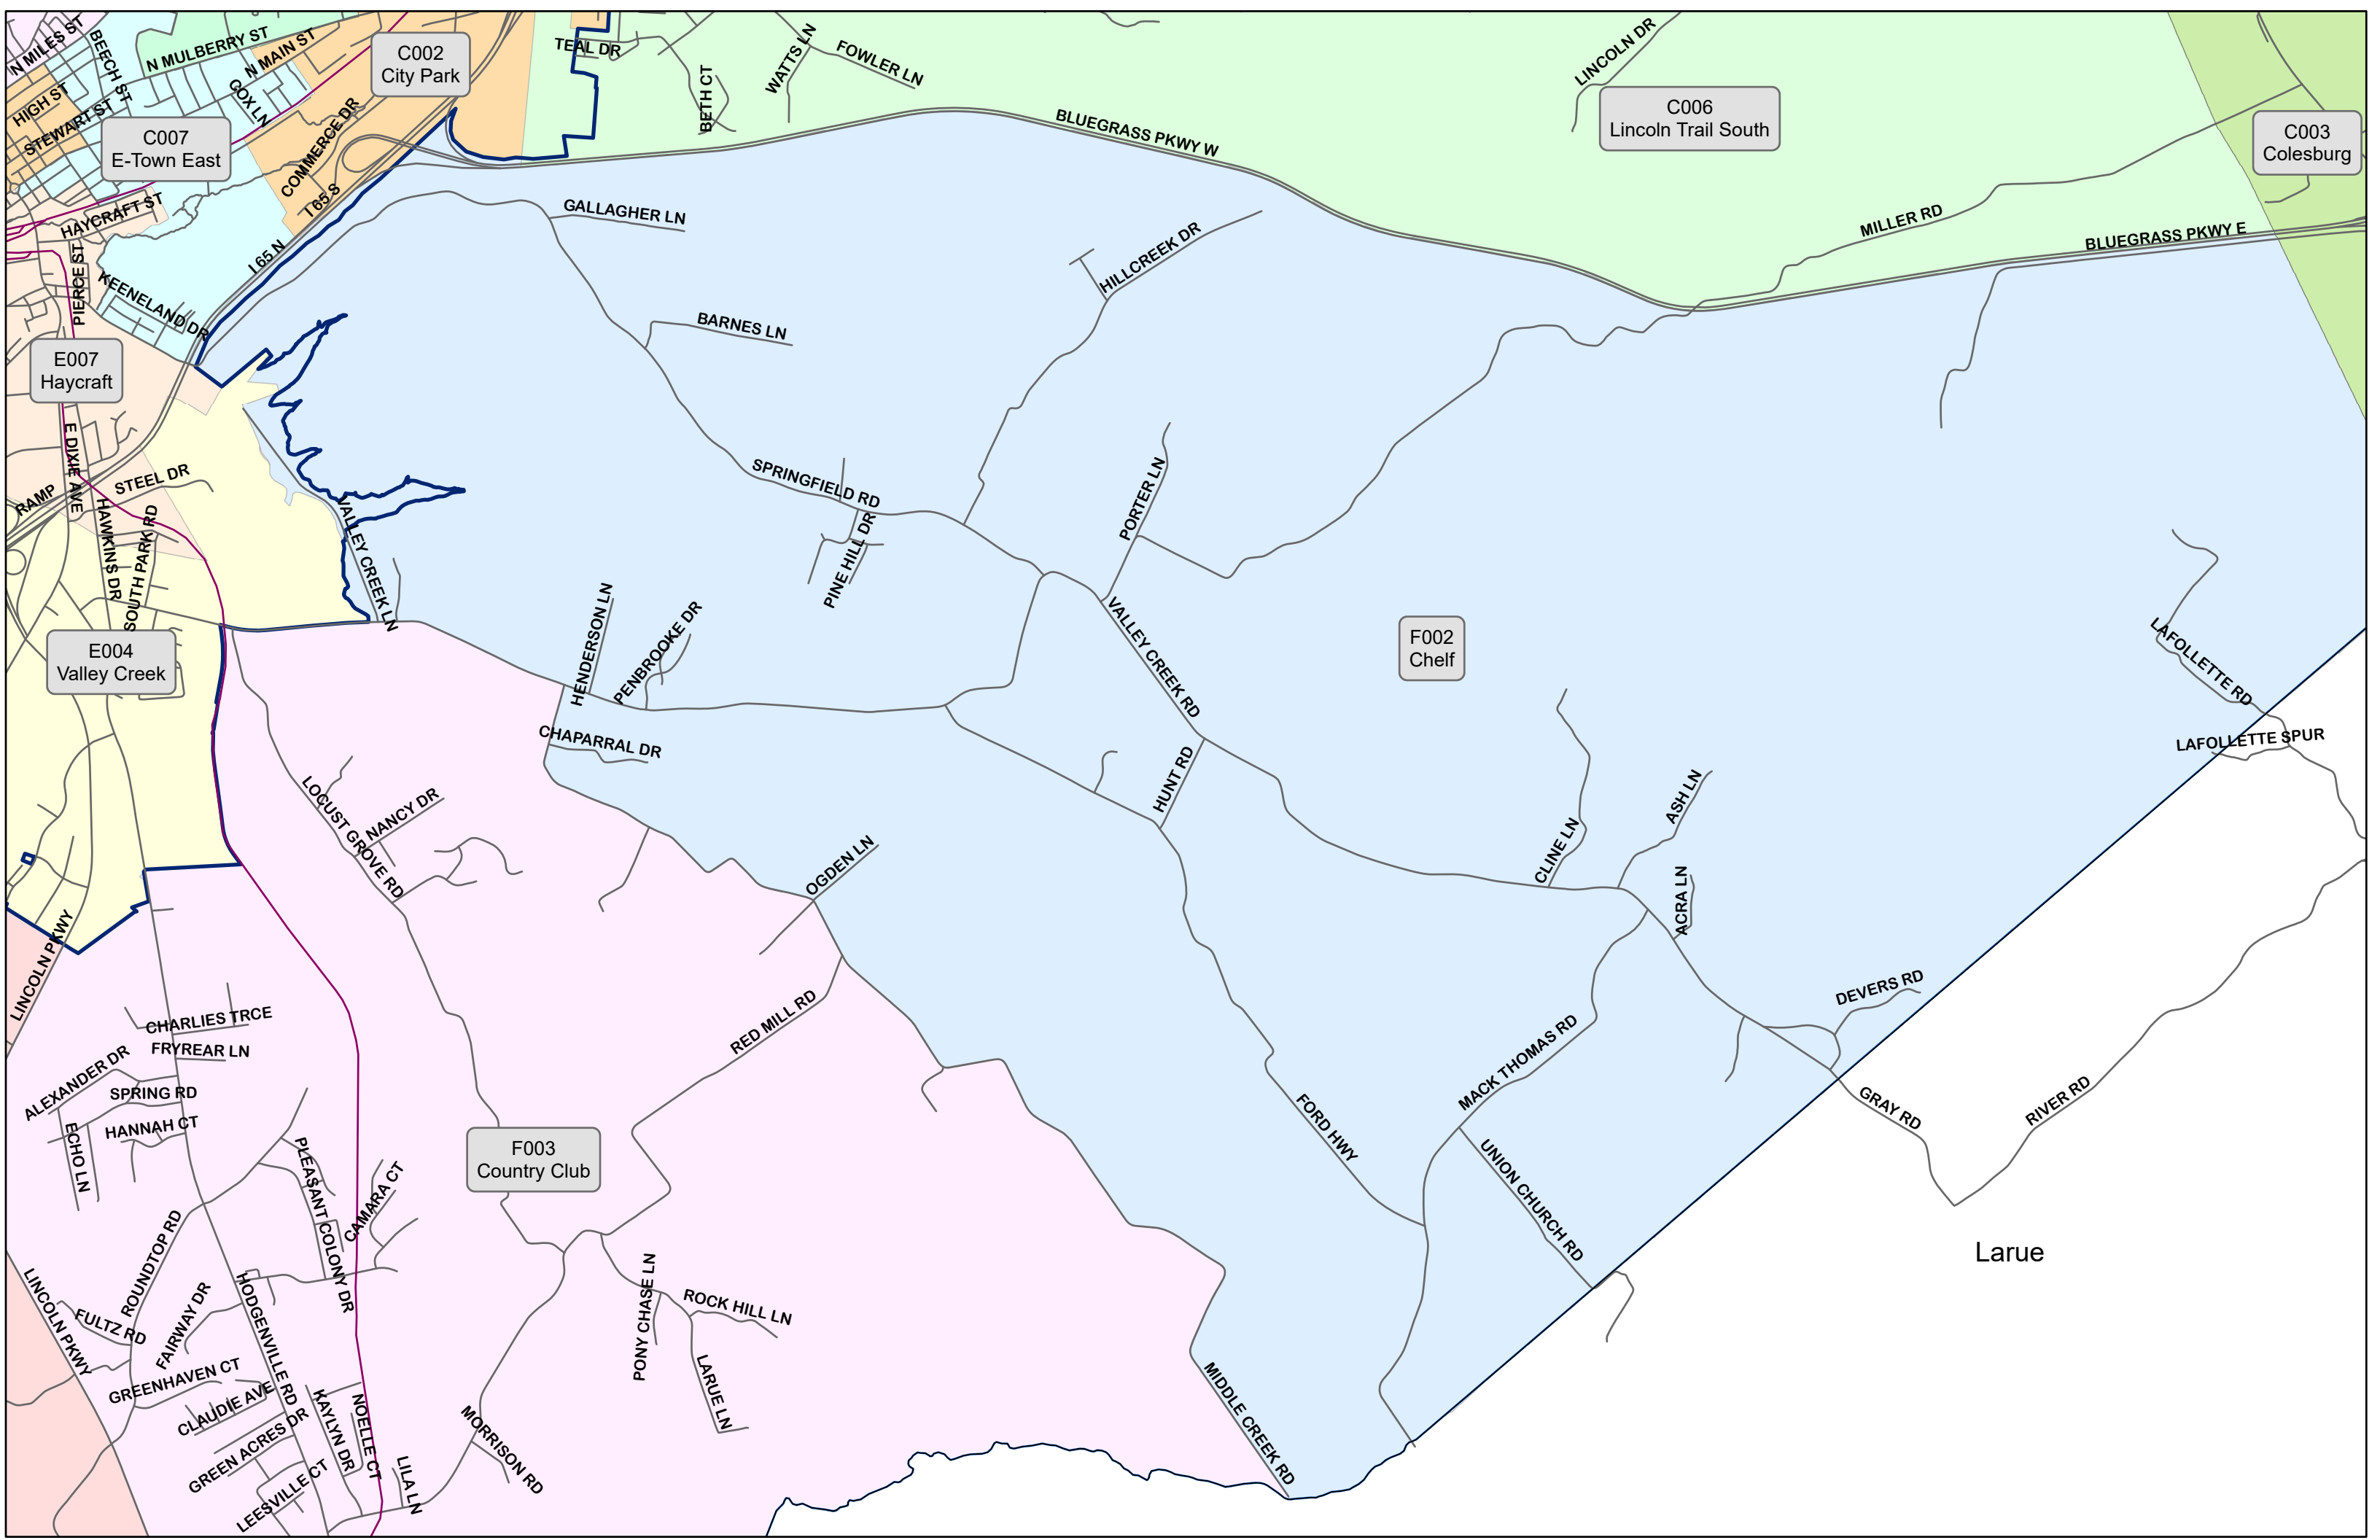 N MILES ST
BEECH ST
N MULBERRY ST
N MAIN ST
C002
City Park
TEAL DR
WATTS LN
FOWLER LN
BETH CT
LINCOLN DR
C006
Lincoln Trail South
C003
Colesburg
HIGH ST
STEWART ST
COX LN
C007
E-Town East
COMMERCE DR
I 65 S
BLUEGRASS PKWY W
HAYCRAFT ST
PIERCE ST
I 65 N
GALLAGHER LN
HILLCREEK DR
MILLER RD
BLUEGRASS PKWY E
KEENELAND DR
BARNES LN
E007
Haycraft
E DIXIE AVE
STEEL DR
RAMP
HAWKINS DR
SOUTH PARK RD
VALLEY CREEK LN
SPRINGFIELD RD
PINE HILL DR
PORTER LN
HENDERSON LN
PENBROOKE DR
VALLEY CREEK RD
F002
Chelf
E004
Valley Creek
LAFOLLETTE RD
LAFOLLETTE SPUR
CHAPARRAL DR
HUNT RD
LOCUST GROVE RD
NANCY DR
OGDEN LN
CLINE LN
ASH LN
ACRA LN
LINCOLN PKWY
DEVERS RD
CHARLIES TRCE
FRYREAR LN
ALEXANDER DR
SPRING RD
HANNAH CT
ECHO LN
RED MILL RD
MACK THOMAS RD
GRAY RD
RIVER RD
FORD HWY
UNION CHURCH RD
F003
Country Club
PLEASANT COLONY DR
CAMARA CT
ROUNDTOP RD
Larue
LINCOLN PKWY
FULTZ RD
FAIRWAY DR
HODGENVILLE RD
PONY CHASE LN
ROCK HILL LN
GREENHAVEN CT
CLAUDIE AVE
GREEN ACRES DR
KAYLYN DR
NOELLE CT
LARUE LN
MIDDLE CREEK RD
LEESVILLE CT
LILA LN
MORRISON RD